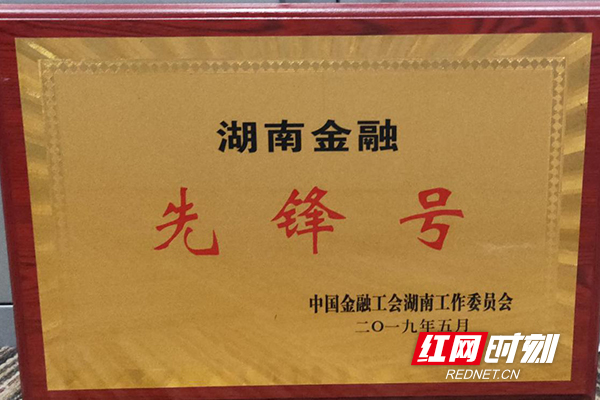 湖南金融
先锋号
中国金融工会湖南工作委员会
二〇一九年五月
红网时刻
REDNET.CN